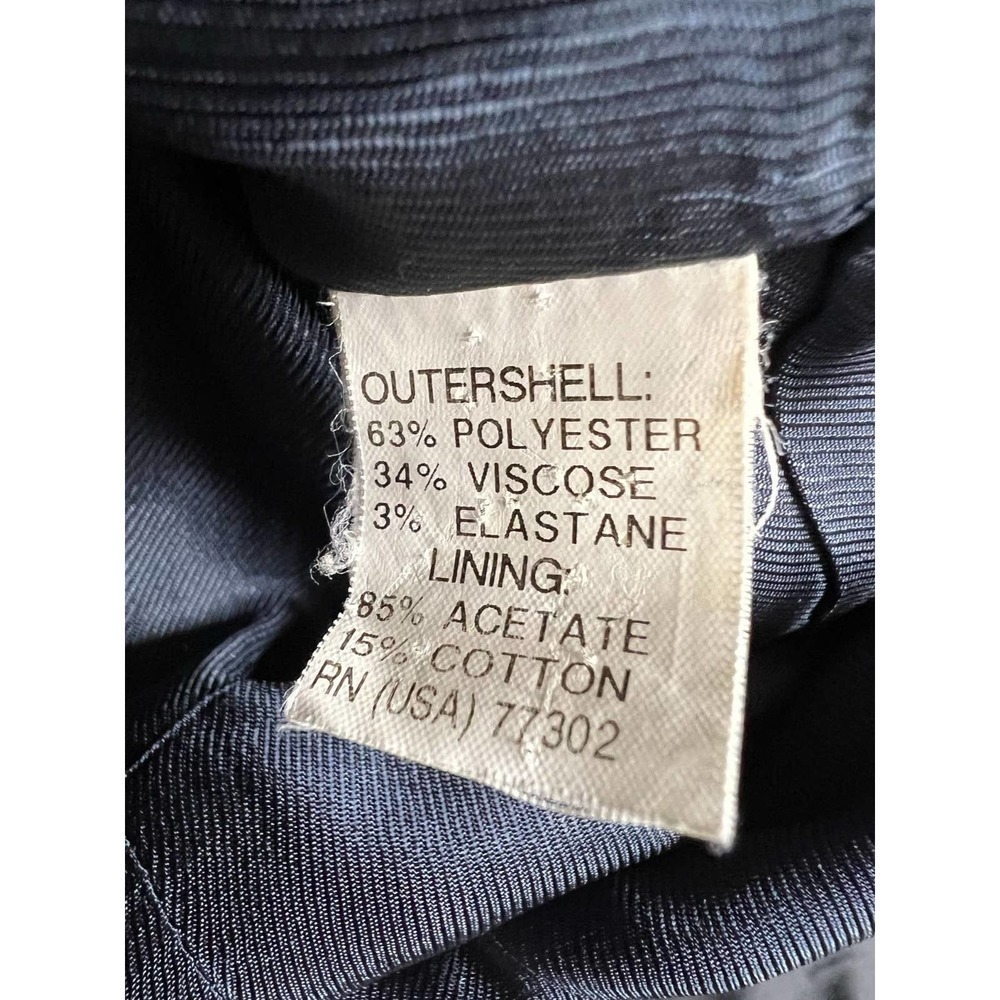 OUTERSHELL:
63% POLYESTER
34% VISCOSE
3% ELASTANE
LINING:
85% ACETATE
15% COTTON
RN (USA) 77302